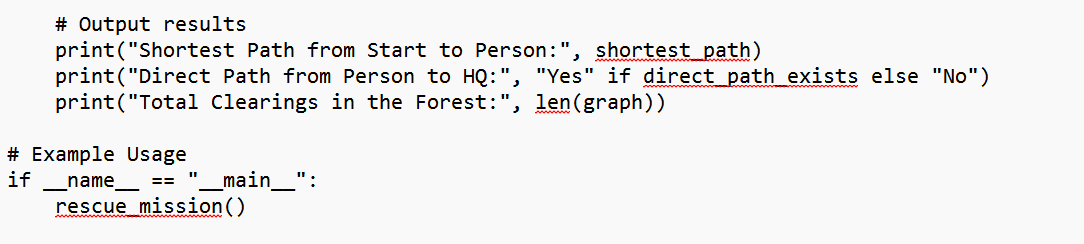 # Output results
print("Shortest Path from Start to Person:", shortest_path)
print("Direct Path from Person to HQ:", "Yes" if direct_path_exists else "No")
print("Total Clearings in the Forest:", len(graph))
# Example Usage
if __name__ == "__main__":
rescue_mission()